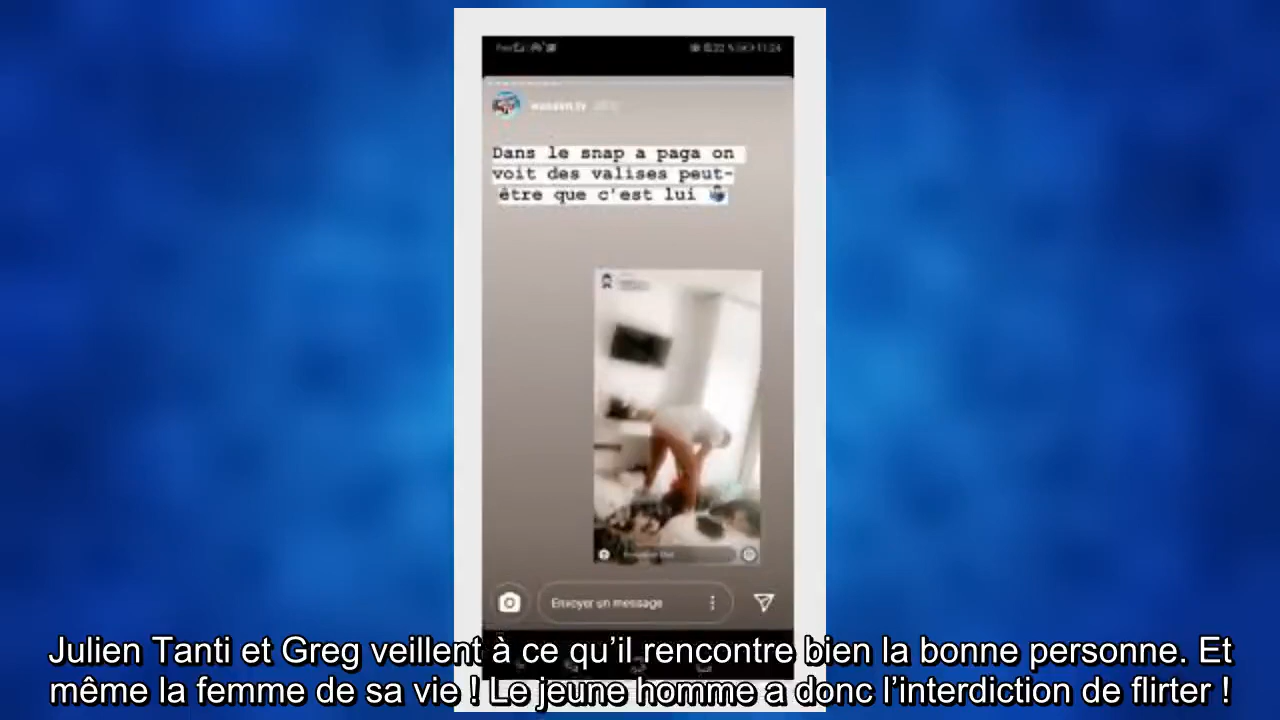 11:24
Dans le snap a paga on
voit des valises peut-
être que c'est lui
Envoyer un message
Julien Tanti et Greg veillent à ce qu’il rencontre bien la bonne personne. Et
même la femme de sa vie ! Le jeune homme a donc l’interdiction de flirter !